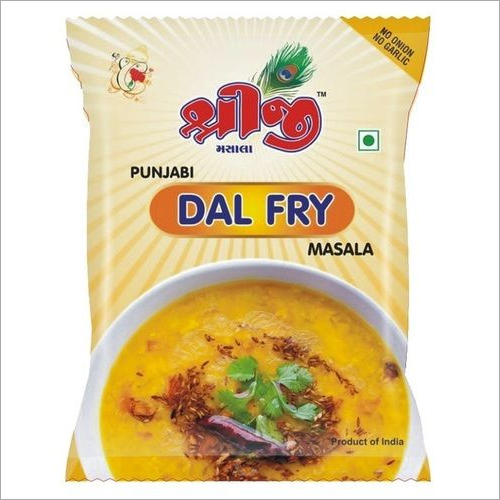 NO ONION
NO GARLIC
શ્રીજી™
મસાલા
PUNJABI
DAL FRY
MASALA
Product of India